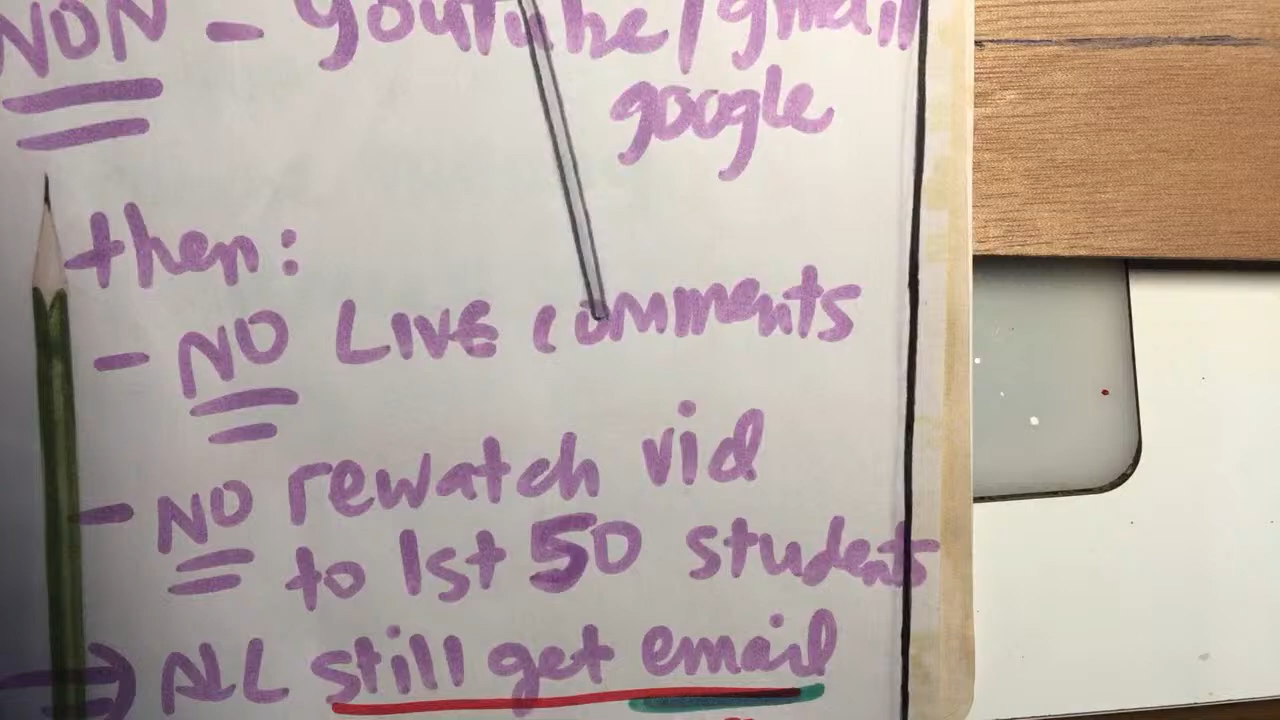 NON - youtube/gmail
google
then:
- NO LIVE comments
- NO rewatch vid
to 1st 50 students
ALL still get email